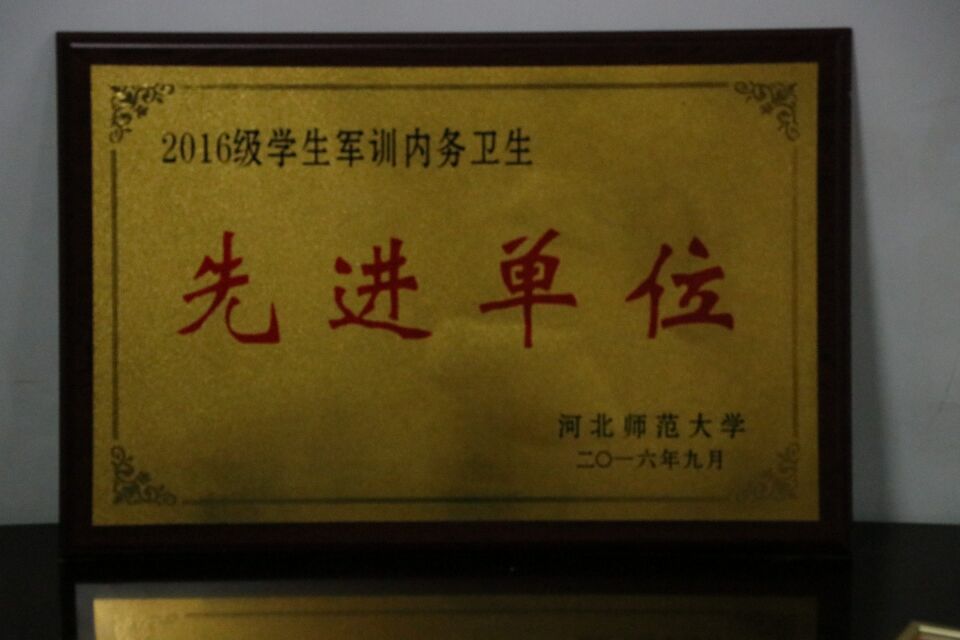 2016级学生军训内务卫生
先进单位
河北师范大学
二〇一六年九月